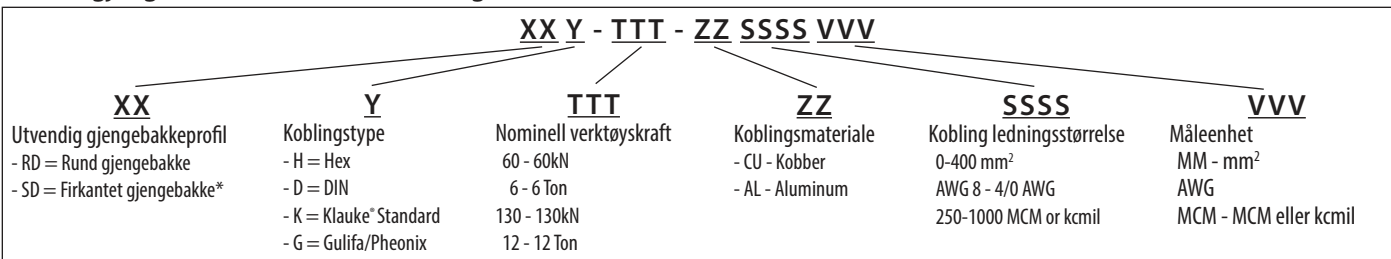 XX Y - TTT - ZZ SSSS VVV
XX
Utvendig gjengebakkeprofil
- RD = Rund gjengebakke
- SD = Firkantet gjengebakke*
Y
Koblingstype
- H = Hex
- D = DIN
- K = Klauke® Standard
- G = Gulifa/Pheonix
TTT
Nominell verktøyskraft
60 - 60kN
6 - 6 Ton
130 - 130kN
12 - 12 Ton
ZZ
Koblingsmateriale
- CU - Kobber
- AL - Aluminum
SSSS
Kobling ledningsstørrelse
0-400 mm²
AWG 8 - 4/0 AWG
250-1000 MCM or kcmil
VVV
Måleenhet
MM - mm²
AWG
MCM - MCM eller kcmil